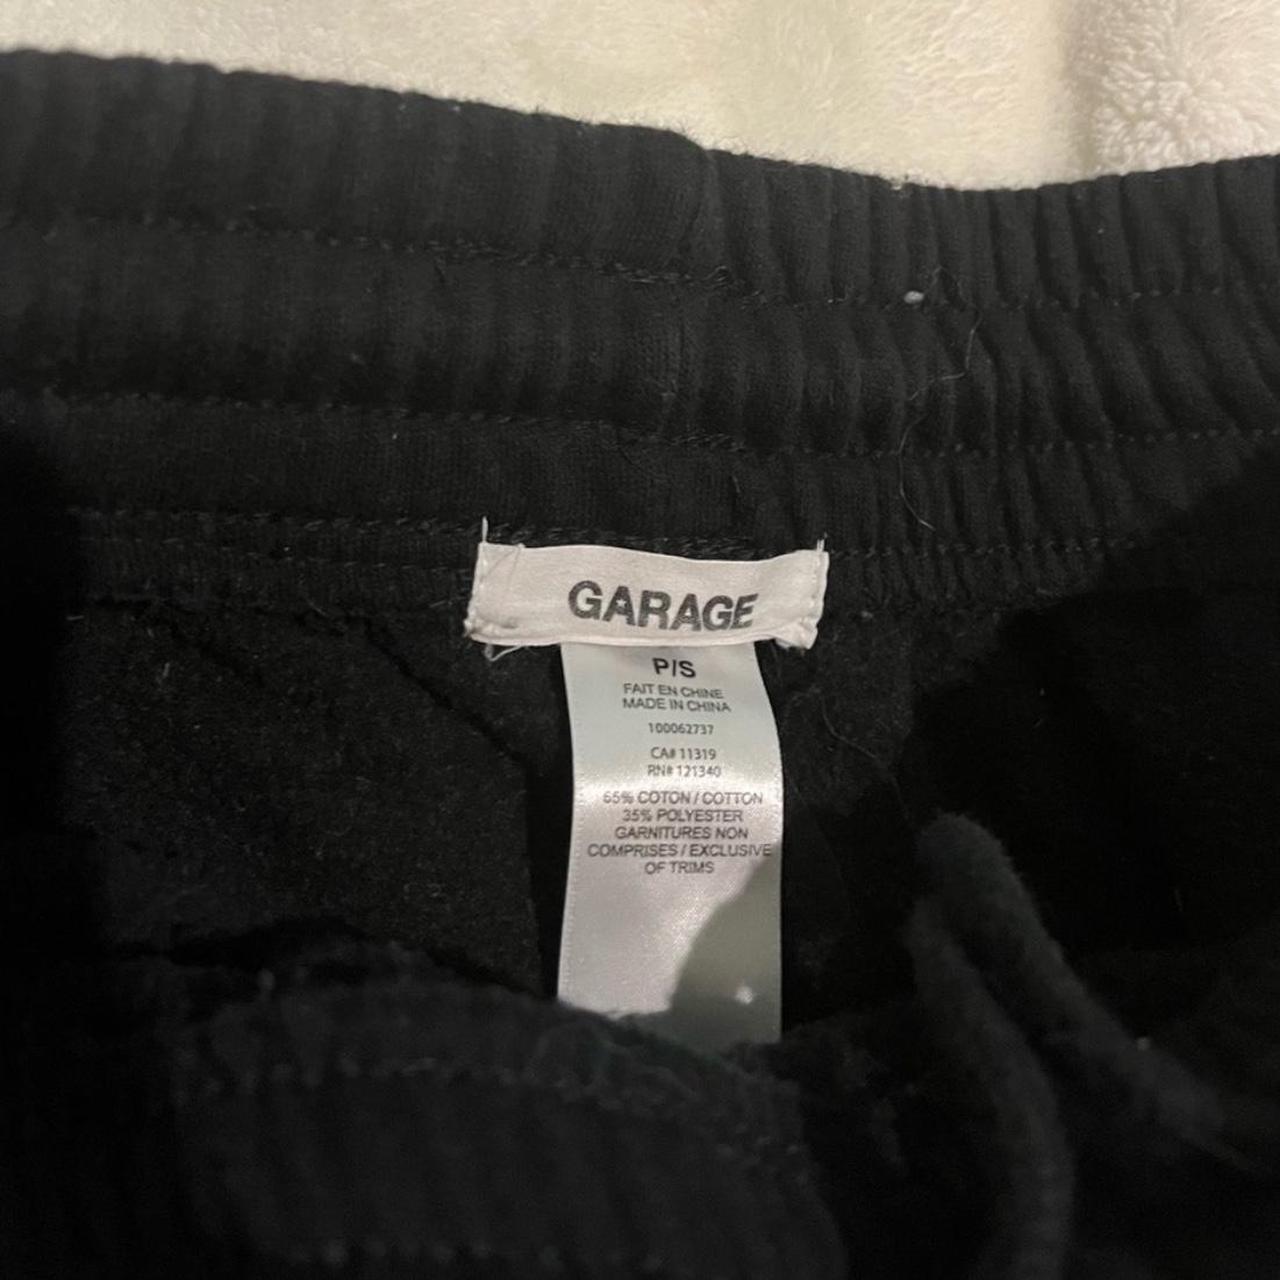 GARAGE
P/S
FAIT EN CHINE
MADE IN CHINA
100062737
CA# 11319
RN# 121340
65% COTON / COTTON
35% POLYESTER
GARNITURES NON
COMPRISES / EXCLUSIVE
OF TRIMS